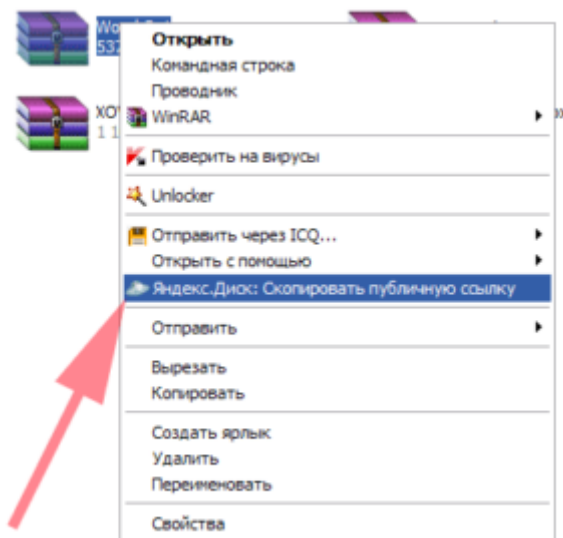 Открыть
Командная строка
Проводник
WinRAR
Проверить на вирусы
Unlocker
Отправить через ICQ...
Открыть с помощью
Яндекс.Диск: Скопировать публичную ссылку
Отправить
Вырезать
Копировать
Создать ярлык
Удалить
Переименовать
Свойства